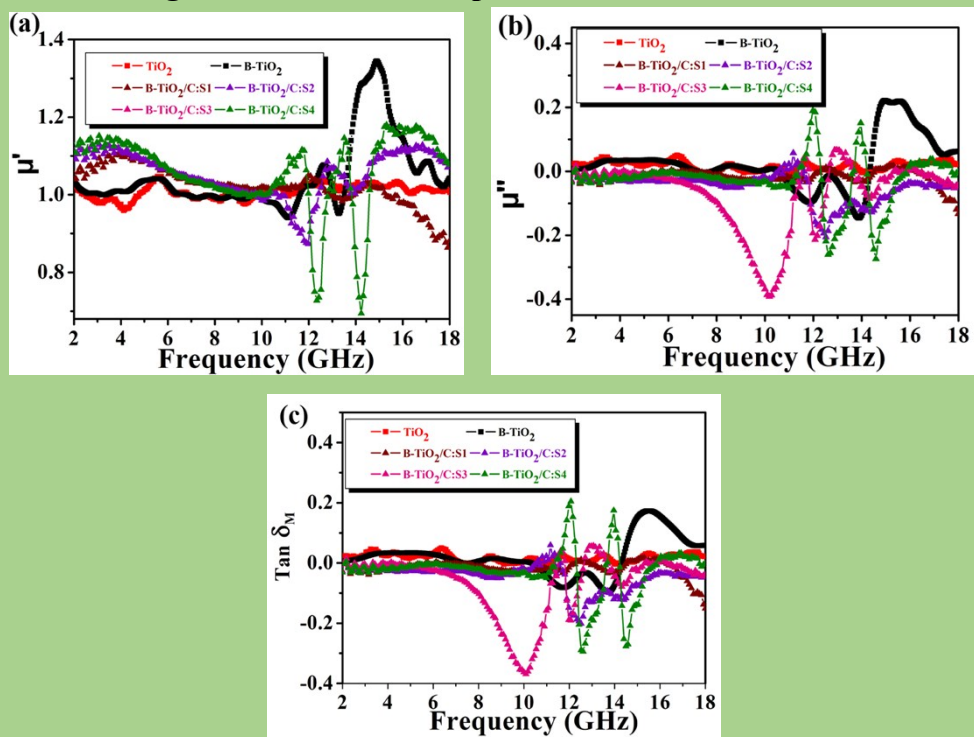 (a)
1.4
1.2
1.0
0.8
μ'
TiO2 B-TiO2
B-TiO2/C:S1 B-TiO2/C:S2
B-TiO2/C:S3 B-TiO2/C:S4
2 4 6 8 10 12 14 16 18
Frequency (GHz)
(b)
0.4
0.2
0.0
-0.2
-0.4
μ"
TiO2 B-TiO2
B-TiO2/C:S1 B-TiO2/C:S2
B-TiO2/C:S3 B-TiO2/C:S4
2 4 6 8 10 12 14 16 18
Frequency (GHz)
(c)
0.4
0.2
0.0
-0.2
-0.4
Tan δM
TiO2 B-TiO2
B-TiO2/C:S1 B-TiO2/C:S2
B-TiO2/C:S3 B-TiO2/C:S4
2 4 6 8 10 12 14 16 18
Frequency (GHz)